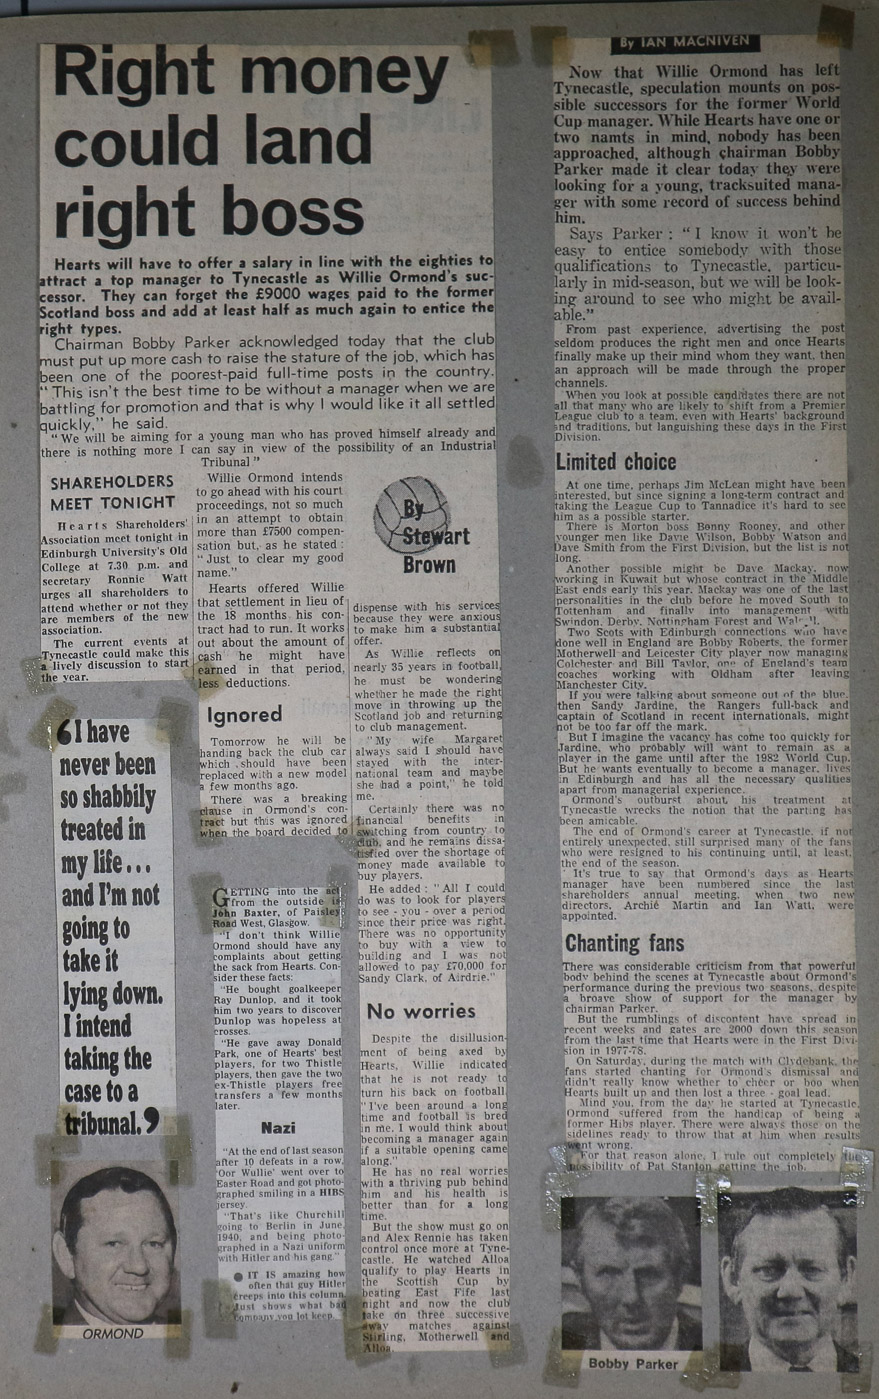 Right money
could land
right boss
Hearts will have to offer a salary in line with the eighties to
attract a top manager to Tynecastle as Willie Ormond's suc-
cessor. They can forget the £9000 wages paid to the former
Scotland boss and add at least half as much again to entice the
right types.
Chairman Bobby Parker acknowledged today that the club
must put up more cash to raise the stature of the job, which has
been one of the poorest-paid full-time posts in the country.
"This isn't the best time to be without a manager when we are
battling for promotion and that is why I would like it all settled
quickly," he said.
"We will be aiming for a young man who has proved himself already and
there is nothing more I can say in view of the possibility of an Industrial
Tribunal"
SHAREHOLDERS
MEET TONIGHT
Hearts Shareholders'
Association meet tonight in
Edinburgh University's Old
College at 7.30 p.m. and
secretary Ronnie Watt
urges all shareholders to
attend whether or not they
are members of the new
association.
The current events at
Tynecastle could make this
a lively discussion to start
the year.
Willie Ormond intends
to go ahead with his court
proceedings, not so much
in an attempt to obtain
more than £7500 compen-
sation but, as he stated:
"Just to clear my good
name."
Hearts offered Willie
that settlement in lieu of
the 18 months his con-
tract had to run. It works
out about the amount of
cash he might have
earned in that period,
less deductions.
Ignored
Tomorrow he will be
handing back the club car
which should have been
replaced with a new model
a few months ago.
There was a breaking
clause in Ormond's con-
tract but this was ignored
when the board decided to
By
Stewart
Brown
dispense with his services
because they were anxious
to make him a substantial
offer.
As Willie reflects on
nearly 35 years in football,
he must be wondering
whether he made the right
move in throwing up the
Scotland job and returning
to club management.
"My wife Margaret
always said I should have
stayed with the inter-
national team and maybe
she had a point," he told
me.
Certainly there was no
financial benefits in
switching from country to
club, and he remains dissa-
tisfied over the shortage of
money made available to
buy players.
He added: "All I could
do was to look for players
to see - you - over a period
since their price was right.
There was no opportunity
to buy with a view to
building and I was not
allowed to pay £70,000 for
Sandy Clark, of Airdrie."
No worries
Despite the disillusion-
ment of being axed by
Hearts, Willie indicated
that he is not ready to
turn his back on football.
"I've been around a long
time and football is bred
in me. I would think about
becoming a manager again
if a suitable opening came
along."
He has no real worries
with a thriving pub behind
him and his health is
better than for a long
time.
But the show must go on
and Alex Rennie has taken
control once more at Tyne-
castle. He watched Alloa
qualify to play Hearts in
the Scottish Cup by
beating East Fife last
night and now the club
take on three successive
away matches against
Stirling, Motherwell and
Alloa.
"I have
never been
so shabbily
treated in
my life...
and I'm not
going to
take it
lying down.
I intend
taking the
case to a
tribunal."
ORMOND
GETTING into the act
from the outside is
John Baxter, of Paisley
Road West, Glasgow.
"I don't think Willie
Ormond should have any
complaints about getting
the sack from Hearts. Con-
sider these facts:
"He bought goalkeeper
Ray Dunlop, and it took
him two years to discover
Dunlop was hopeless at
crosses.
"He gave away Donald
Park, one of Hearts' best
players, for two Thistle
players, then gave the two
ex-Thistle players free
transfers a few months
later.
Nazi
"At the end of last season
after 10 defeats in a row,
'Oor Wullie' went over to
Easter Road and got photo-
graphed smiling in a HIBS
jersey.
"That's like Churchill
going to Berlin in June,
1940, and being photo-
graphed in a Nazi uniform
with Hitler and his gang."
● IT IS amazing how
often that guy Hitler
creeps into this column.
Just shows what bad
company you lot keep.
By IAN MACNIVEN
Now that Willie Ormond has left
Tynecastle, speculation mounts on pos-
sible successors for the former World
Cup manager. While Hearts have one or
two namts in mind, nobody has been
approached, although chairman Bobby
Parker made it clear today they were
looking for a young, tracksuited mana-
ger with some record of success behind
him.
Says Parker: "I know it won't be
easy to entice somebody with those
qualifications to Tynecastle, particu-
larly in mid-season, but we will be look-
ing around to see who might be avail-
able."
From past experience, advertising the post
seldom produces the right men and once Hearts
finally make up their mind whom they want, then
an approach will be made through the proper
channels.
When you look at possible candidates there are not
all that many who are likely to shift from a Premier
League club to a team, even with Hearts' background
and traditions, but languishing these days in the First
Division.
Limited choice
At one time, perhaps Jim McLean might have been
interested, but since signing a long-term contract and
taking the League Cup to Tannadice it's hard to see
him as a possible starter.
There is Morton boss Benny Rooney, and other
younger men like Davie Wilson, Bobby Watson and
Dave Smith from the First Division, but the list is not
long.
Another possible might be Dave Mackay, now
working in Kuwait but whose contract in the Middle
East ends early this year. Mackay was one of the last
personalities in the club before he moved South to
Tottenham and finally into management with
Swindon, Derby, Nottingham Forest and
Two Scots with Edinburgh connections who have
done well in England are Bobby Roberts, the former
Motherwell and Leicester City player now managing
Colchester and Bill Taylor, one of England's team
coaches working with Oldham after leaving
Manchester City.
If you were talking about someone out of the blue,
then Sandy Jardine, the Rangers full-back and
captain of Scotland in recent internationals, might
not be too far off the mark.
But I imagine the vacancy has come too quickly for
Jardine, who probably will want to remain as a
player in the game until after the 1982 World Cup.
But he wants eventually to become a manager, lives
in Edinburgh and has all the necessary qualities
apart from managerial experience.
Ormond's outburst about his treatment at
Tynecastle wrecks the notion that the parting has
been amicable.
The end of Ormond's career at Tynecastle, if not
entirely unexpected, still surprised many of the fans
who were resigned to his continuing until, at least,
the end of the season.
It's true to say that Ormond's days as Hearts
manager have been numbered since the last
shareholders annual meeting, when two new
directors, Archie Martin and Ian Watt, were
appointed.
Chanting fans
There was considerable criticism from that powerful
body behind the scenes at Tynecastle about Ormond's
performance during the previous two seasons, despite
a broave show of support for the manager by
chairman Parker.
But the rumblings of discontent have spread in
recent weeks and gates are 2000 down this season
from the last time that Hearts were in the First Divi-
sion in 1977-78.
On Saturday, during the match with Clydebank, the
fans started chanting for Ormond's dismissal and
didn't really know whether to cheer or boo when
Hearts built up and then lost a three - goal lead.
Mind you, from the day he started at Tynecastle,
Ormond suffered from the handicap of being a
former Hibs player. There were always those on the
sidelines ready to throw that at him when results
went wrong.
For that reason alone, I rule out completely the
possibility of Pat Stanton getting the job.
Bobby Parker